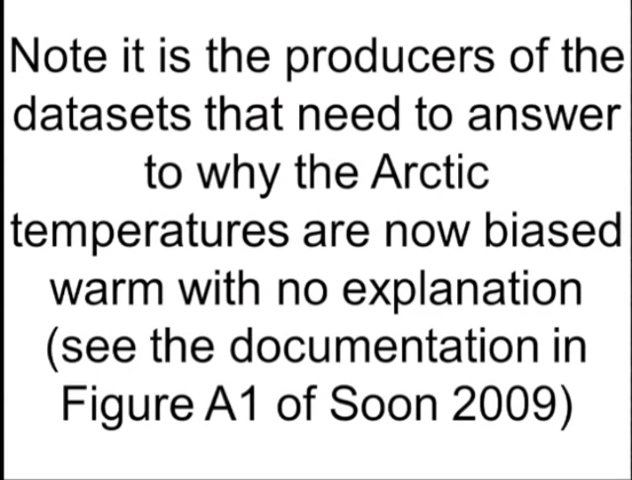 Note it is the producers of the
datasets that need to answer
to why the Arctic
temperatures are now biased
warm with no explanation
(see the documentation in
Figure A1 of Soon 2009)